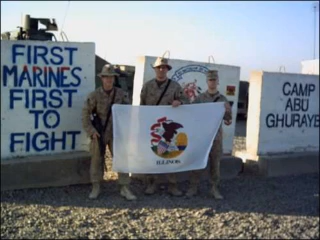 FIRST
MARINES
FIRST
TO
FIGHT
CAMP
ABU
GHURAYB
ILLINOIS